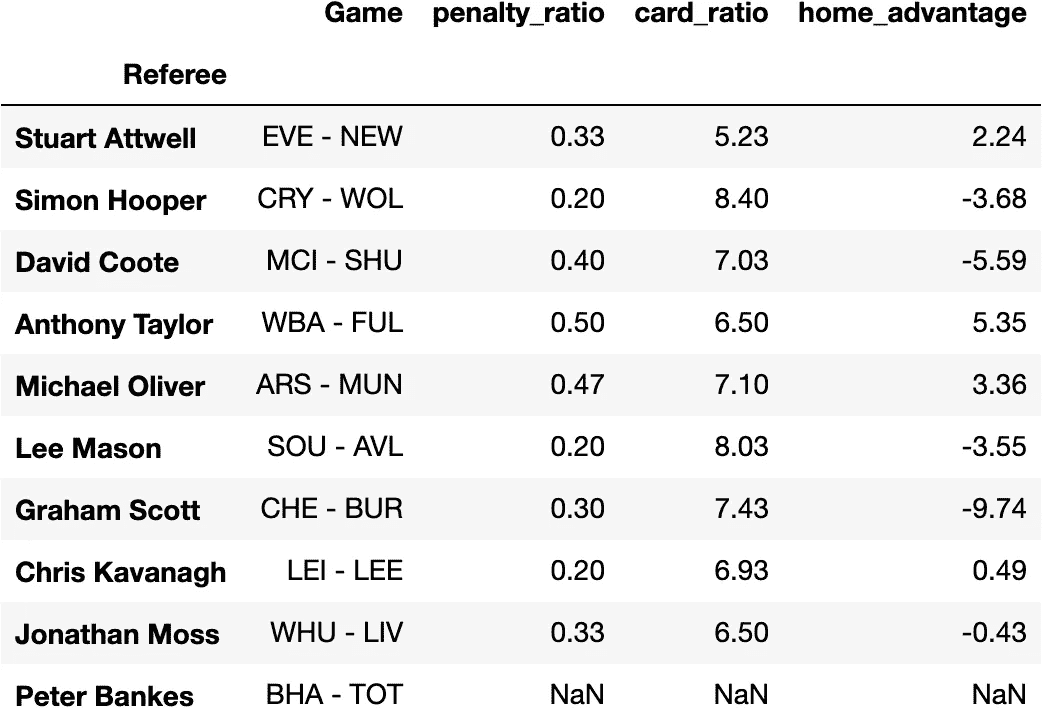 Game penalty_ratio card_ratio home_advantage
Referee
Stuart Attwell EVE - NEW 0.33 5.23 2.24
Simon Hooper CRY - WOL 0.20 8.40 -3.68
David Coote MCI - SHU 0.40 7.03 -5.59
Anthony Taylor WBA - FUL 0.50 6.50 5.35
Michael Oliver ARS - MUN 0.47 7.10 3.36
Lee Mason SOU - AVL 0.20 8.03 -3.55
Graham Scott CHE - BUR 0.30 7.43 -9.74
Chris Kavanagh LEI - LEE 0.20 6.93 0.49
Jonathan Moss WHU - LIV 0.33 6.50 -0.43
Peter Bankes BHA - TOT NaN NaN NaN